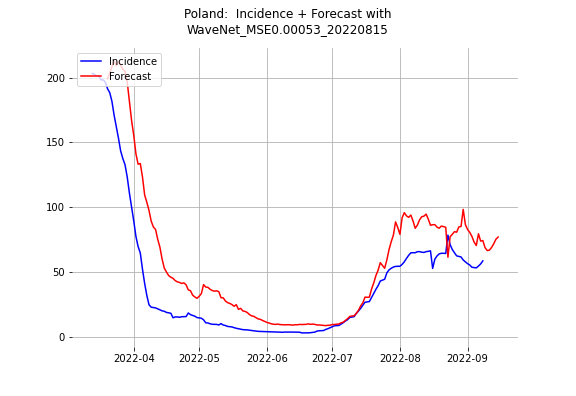 Poland:  Incidence + Forecast with
WaveNet_MSE0.00053_20220815
Incidence
Forecast
200
150
100
50
0
2022-04 2022-05 2022-06 2022-07 2022-08 2022-09